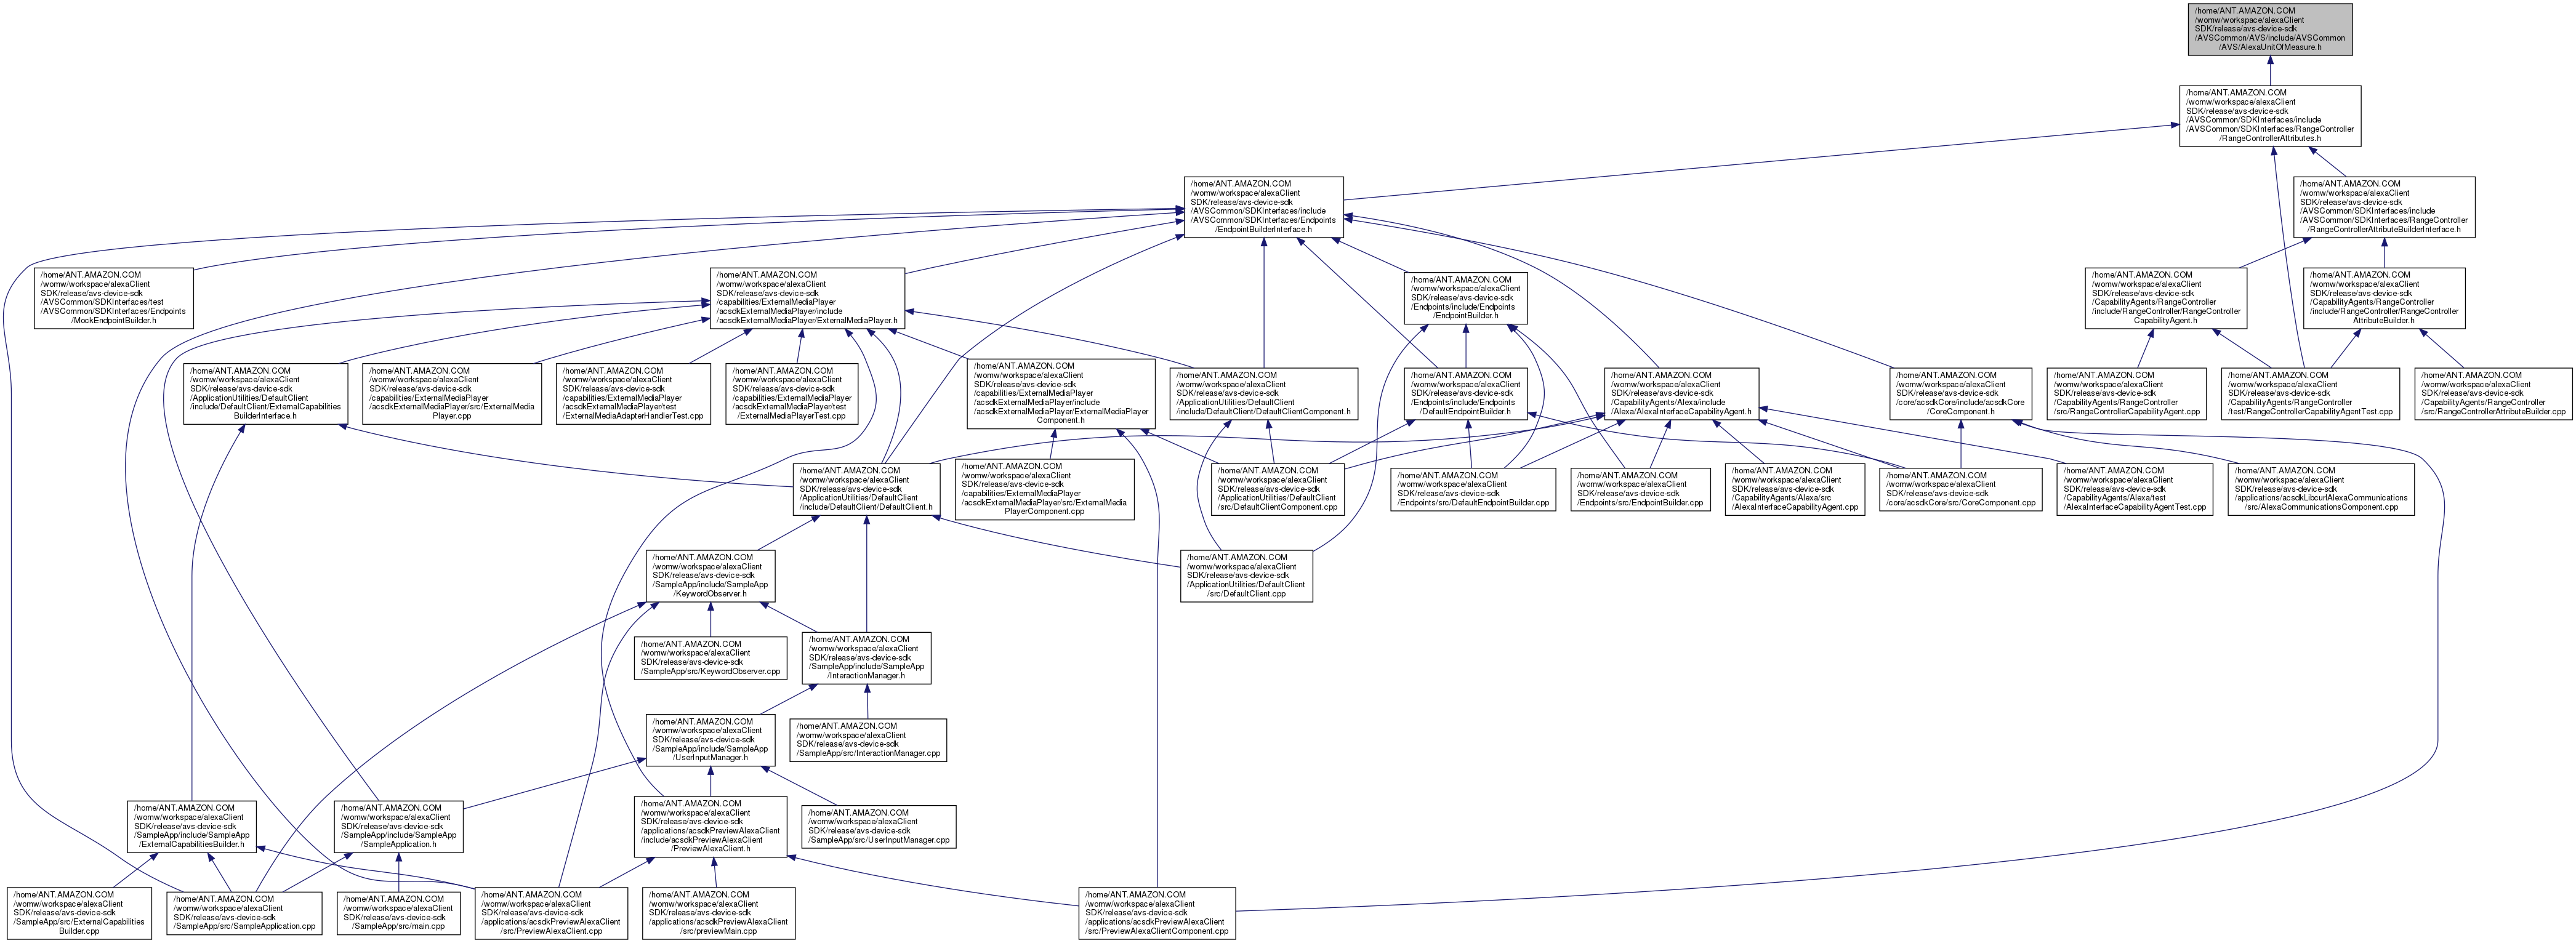 /home/ANT.AMAZON.COM
/womw/workspace/alexaClient
SDK/release/avs-device-sdk
/AVSCommon/AVS/include/AVSCommon
/AVS/AlexaUnitOfMeasure.h
/home/ANT.AMAZON.COM
/womw/workspace/alexaClient
SDK/release/avs-device-sdk
/AVSCommon/SDKInterfaces/include
/AVSCommon/SDKInterfaces/RangeController
/RangeControllerAttributes.h
/home/ANT.AMAZON.COM
/womw/workspace/alexaClient
SDK/release/avs-device-sdk
/AVSCommon/SDKInterfaces/include
/AVSCommon/SDKInterfaces/Endpoints
/EndpointBuilderInterface.h
/home/ANT.AMAZON.COM
/womw/workspace/alexaClient
SDK/release/avs-device-sdk
/AVSCommon/SDKInterfaces/include
/AVSCommon/SDKInterfaces/RangeController
/RangeControllerAttributeBuilderInterface.h
/home/ANT.AMAZON.COM
/womw/workspace/alexaClient
SDK/release/avs-device-sdk
/AVSCommon/SDKInterfaces/test
/AVSCommon/SDKInterfaces/Endpoints
/MockEndpointBuilder.h
/home/ANT.AMAZON.COM
/womw/workspace/alexaClient
SDK/release/avs-device-sdk
/capabilities/ExternalMediaPlayer
/acsdkExternalMediaPlayer/include
/acsdkExternalMediaPlayer/ExternalMediaPlayer.h
/home/ANT.AMAZON.COM
/womw/workspace/alexaClient
SDK/release/avs-device-sdk
/Endpoints/include/Endpoints
/EndpointBuilder.h
/home/ANT.AMAZON.COM
/womw/workspace/alexaClient
SDK/release/avs-device-sdk
/CapabilityAgents/RangeController
/include/RangeController/RangeController
CapabilityAgent.h
/home/ANT.AMAZON.COM
/womw/workspace/alexaClient
SDK/release/avs-device-sdk
/CapabilityAgents/RangeController
/include/RangeController/RangeController
AttributeBuilder.h
/home/ANT.AMAZON.COM
/womw/workspace/alexaClient
SDK/release/avs-device-sdk
/ApplicationUtilities/DefaultClient
/include/DefaultClient/ExternalCapabilities
BuilderInterface.h
/home/ANT.AMAZON.COM
/womw/workspace/alexaClient
SDK/release/avs-device-sdk
/capabilities/ExternalMediaPlayer
/acsdkExternalMediaPlayer/src/ExternalMedia
Player.cpp
/home/ANT.AMAZON.COM
/womw/workspace/alexaClient
SDK/release/avs-device-sdk
/capabilities/ExternalMediaPlayer
/acsdkExternalMediaPlayer/test
/ExternalMediaAdapterHandlerTest.cpp
/home/ANT.AMAZON.COM
/womw/workspace/alexaClient
SDK/release/avs-device-sdk
/capabilities/ExternalMediaPlayer
/acsdkExternalMediaPlayer/test
/ExternalMediaPlayerTest.cpp
/home/ANT.AMAZON.COM
/womw/workspace/alexaClient
SDK/release/avs-device-sdk
/capabilities/ExternalMediaPlayer
/acsdkExternalMediaPlayer/include
/acsdkExternalMediaPlayer/ExternalMediaPlayer
Component.h
/home/ANT.AMAZON.COM
/womw/workspace/alexaClient
SDK/release/avs-device-sdk
/ApplicationUtilities/DefaultClient
/include/DefaultClient/DefaultClientComponent.h
/home/ANT.AMAZON.COM
/womw/workspace/alexaClient
SDK/release/avs-device-sdk
/Endpoints/include/Endpoints
/DefaultEndpointBuilder.h
/home/ANT.AMAZON.COM
/womw/workspace/alexaClient
SDK/release/avs-device-sdk
/CapabilityAgents/Alexa/include
/Alexa/AlexaInterfaceCapabilityAgent.h
/home/ANT.AMAZON.COM
/womw/workspace/alexaClient
SDK/release/avs-device-sdk
/core/acsdkCore/include/acsdkCore
/CoreComponent.h
/home/ANT.AMAZON.COM
/womw/workspace/alexaClient
SDK/release/avs-device-sdk
/CapabilityAgents/RangeController
/src/RangeControllerCapabilityAgent.cpp
/home/ANT.AMAZON.COM
/womw/workspace/alexaClient
SDK/release/avs-device-sdk
/CapabilityAgents/RangeController
/test/RangeControllerCapabilityAgentTest.cpp
/home/ANT.AMAZON.COM
/womw/workspace/alexaClient
SDK/release/avs-device-sdk
/CapabilityAgents/RangeController
/src/RangeControllerAttributeBuilder.cpp
/home/ANT.AMAZON.COM
/womw/workspace/alexaClient
SDK/release/avs-device-sdk
/ApplicationUtilities/DefaultClient
/include/DefaultClient/DefaultClient.h
/home/ANT.AMAZON.COM
/womw/workspace/alexaClient
SDK/release/avs-device-sdk
/capabilities/ExternalMediaPlayer
/acsdkExternalMediaPlayer/src/ExternalMedia
PlayerComponent.cpp
/home/ANT.AMAZON.COM
/womw/workspace/alexaClient
SDK/release/avs-device-sdk
/ApplicationUtilities/DefaultClient
/src/DefaultClientComponent.cpp
/home/ANT.AMAZON.COM
/womw/workspace/alexaClient
SDK/release/avs-device-sdk
/Endpoints/src/DefaultEndpointBuilder.cpp
/home/ANT.AMAZON.COM
/womw/workspace/alexaClient
SDK/release/avs-device-sdk
/Endpoints/src/EndpointBuilder.cpp
/home/ANT.AMAZON.COM
/womw/workspace/alexaClient
SDK/release/avs-device-sdk
/CapabilityAgents/Alexa/src
/AlexaInterfaceCapabilityAgent.cpp
/home/ANT.AMAZON.COM
/womw/workspace/alexaClient
SDK/release/avs-device-sdk
/core/acsdkCore/src/CoreComponent.cpp
/home/ANT.AMAZON.COM
/womw/workspace/alexaClient
SDK/release/avs-device-sdk
/CapabilityAgents/Alexa/test
/AlexaInterfaceCapabilityAgentTest.cpp
/home/ANT.AMAZON.COM
/womw/workspace/alexaClient
SDK/release/avs-device-sdk
/applications/acsdkLibcurlAlexaCommunications
/src/AlexaCommunicationsComponent.cpp
/home/ANT.AMAZON.COM
/womw/workspace/alexaClient
SDK/release/avs-device-sdk
/SampleApp/include/SampleApp
/KeywordObserver.h
/home/ANT.AMAZON.COM
/womw/workspace/alexaClient
SDK/release/avs-device-sdk
/ApplicationUtilities/DefaultClient
/src/DefaultClient.cpp
/home/ANT.AMAZON.COM
/womw/workspace/alexaClient
SDK/release/avs-device-sdk
/SampleApp/src/KeywordObserver.cpp
/home/ANT.AMAZON.COM
/womw/workspace/alexaClient
SDK/release/avs-device-sdk
/SampleApp/include/SampleApp
/InteractionManager.h
/home/ANT.AMAZON.COM
/womw/workspace/alexaClient
SDK/release/avs-device-sdk
/SampleApp/include/SampleApp
/UserInputManager.h
/home/ANT.AMAZON.COM
/womw/workspace/alexaClient
SDK/release/avs-device-sdk
/SampleApp/src/InteractionManager.cpp
/home/ANT.AMAZON.COM
/womw/workspace/alexaClient
SDK/release/avs-device-sdk
/SampleApp/include/SampleApp
/ExternalCapabilitiesBuilder.h
/home/ANT.AMAZON.COM
/womw/workspace/alexaClient
SDK/release/avs-device-sdk
/SampleApp/include/SampleApp
/SampleApplication.h
/home/ANT.AMAZON.COM
/womw/workspace/alexaClient
SDK/release/avs-device-sdk
/applications/acsdkPreviewAlexaClient
/include/acsdkPreviewAlexaClient
/PreviewAlexaClient.h
/home/ANT.AMAZON.COM
/womw/workspace/alexaClient
SDK/release/avs-device-sdk
/SampleApp/src/UserInputManager.cpp
/home/ANT.AMAZON.COM
/womw/workspace/alexaClient
SDK/release/avs-device-sdk
/SampleApp/src/ExternalCapabilities
Builder.cpp
/home/ANT.AMAZON.COM
/womw/workspace/alexaClient
SDK/release/avs-device-sdk
/SampleApp/src/SampleApplication.cpp
/home/ANT.AMAZON.COM
/womw/workspace/alexaClient
SDK/release/avs-device-sdk
/SampleApp/src/main.cpp
/home/ANT.AMAZON.COM
/womw/workspace/alexaClient
SDK/release/avs-device-sdk
/applications/acsdkPreviewAlexaClient
/src/PreviewAlexaClient.cpp
/home/ANT.AMAZON.COM
/womw/workspace/alexaClient
SDK/release/avs-device-sdk
/applications/acsdkPreviewAlexaClient
/src/previewMain.cpp
/home/ANT.AMAZON.COM
/womw/workspace/alexaClient
SDK/release/avs-device-sdk
/applications/acsdkPreviewAlexaClient
/src/PreviewAlexaClientComponent.cpp